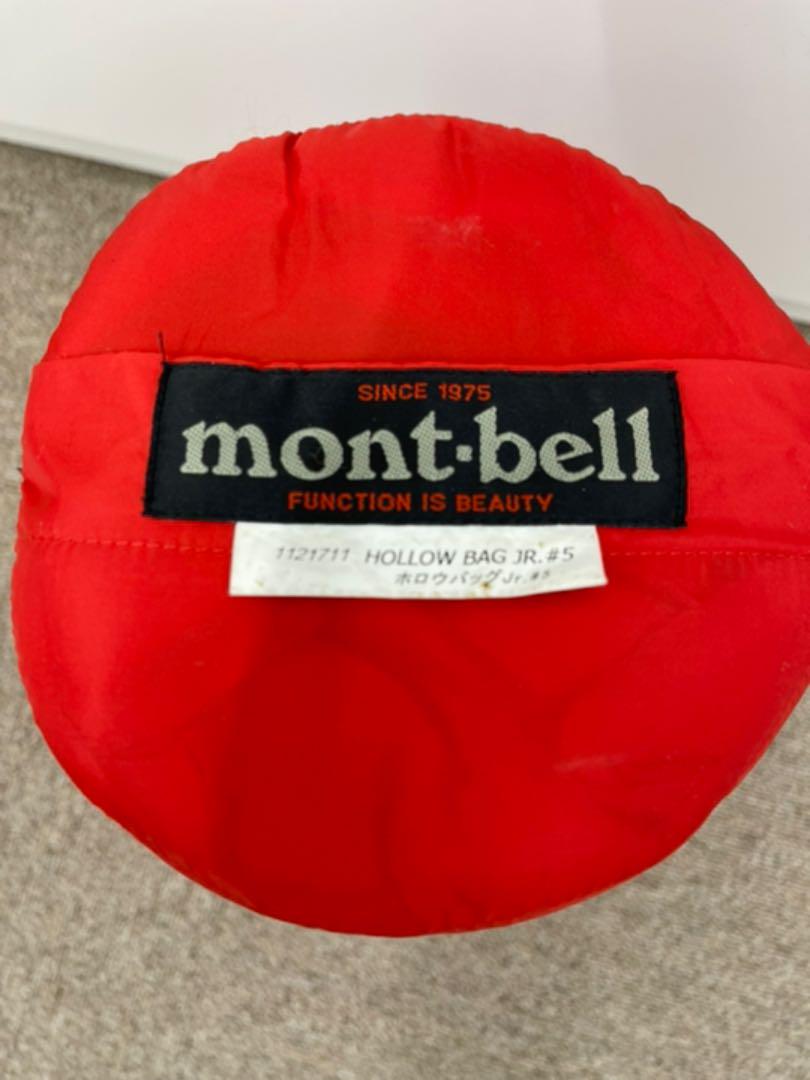 SINCE 1975
mont-bell
FUNCTION IS BEAUTY
1121711 HOLLOW BAG JR.#5
ホロウバッグJr.#5